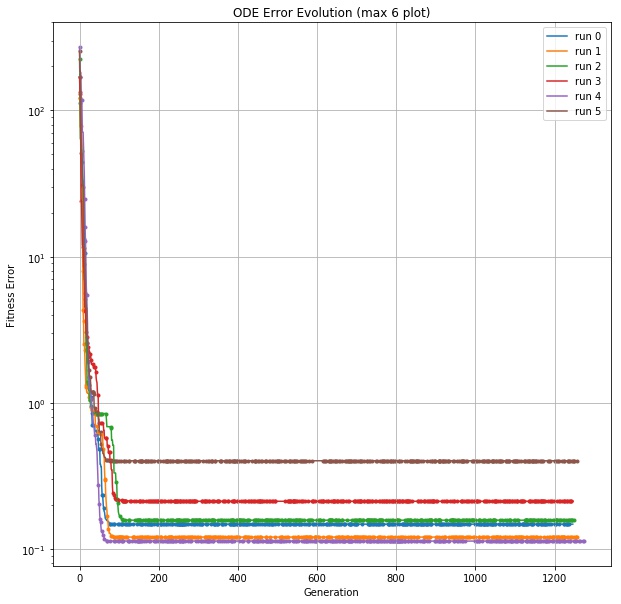 ODE Error Evolution (max 6 plot)
run 0
run 1
run 2
run 3
run 4
run 5
Fitness Error
10²
10¹
10⁰
10⁻¹
0 200 400 600 800 1000 1200
Generation